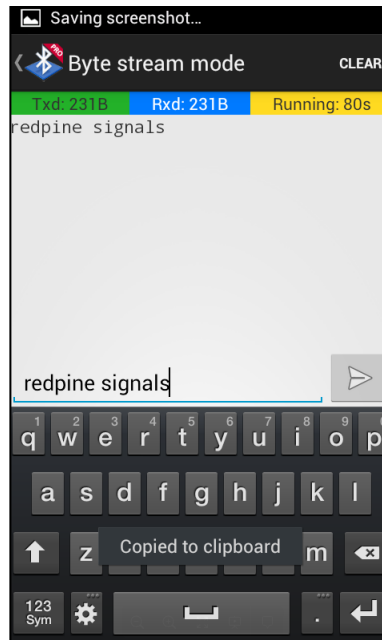 Saving screenshot...
PRO
Byte stream mode
CLEAR
Txd: 231B
Rxd: 231B
Running: 80s
redpine signals
redpine signals
1 2 3 4 5 6 7 8 9
q w e r t y u i o p
a s d f g h j k l
z m
Copied to clipboard
123
Sym
.